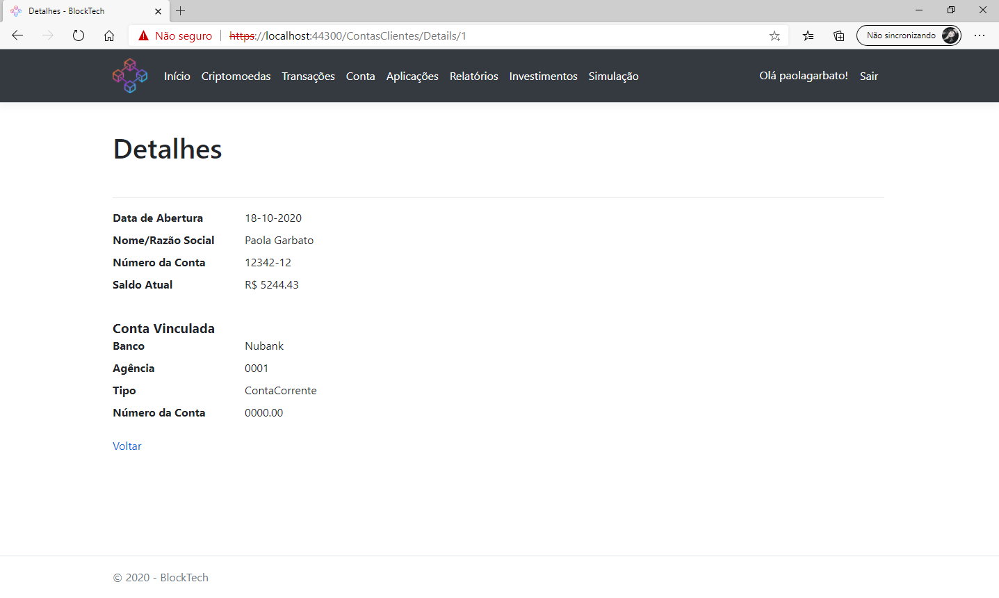 Detalhes - BlockTech
Não seguro https://localhost:44300/ContasClientes/Details/1 Não sincronizando
Início Criptomoedas Transações Conta Aplicações Relatórios Investimentos Simulação Olá paolagarbato! Sair
Detalhes
Data de Abertura 18-10-2020
Nome/Razão Social Paola Garbato
Número da Conta 12342-12
Saldo Atual R$ 5244.43
Conta Vinculada
Banco Nubank
Agência 0001
Tipo ContaCorrente
Número da Conta 0000.00
Voltar
© 2020 - BlockTech